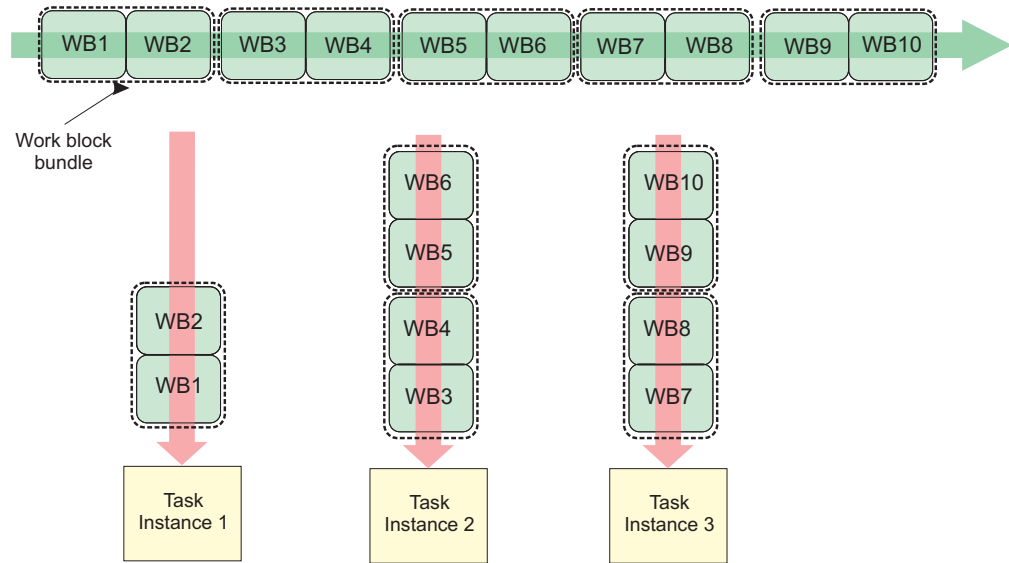 WB1 WB2 WB3 WB4 WB5 WB6 WB7 WB8 WB9 WB10
Work block
bundle
WB6 WB10
WB5 WB9
WB2 WB4 WB8
WB1 WB3 WB7
Task Task Task
Instance 1 Instance 2 Instance 3